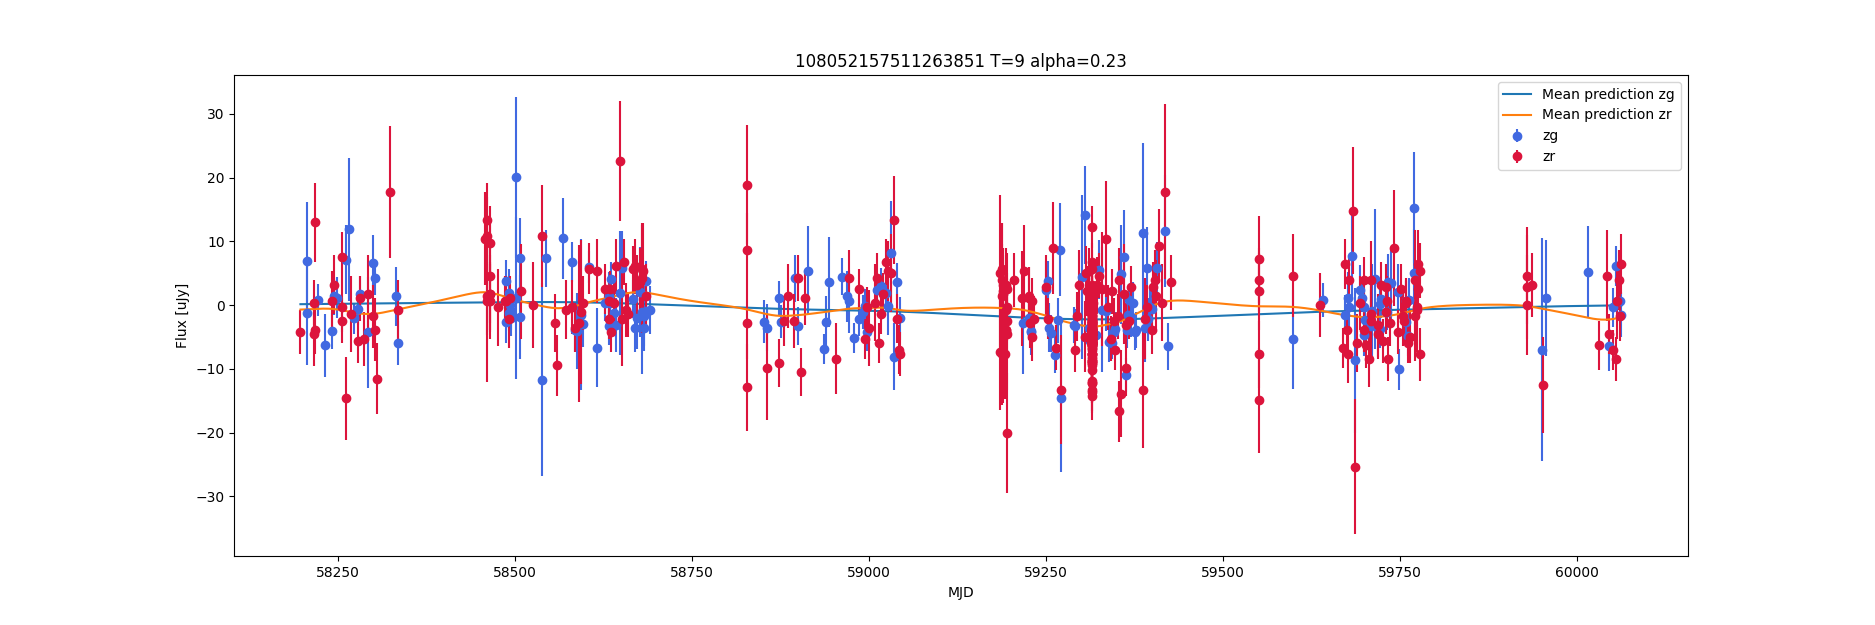 108052157511263851 T=9 alpha=0.23
Mean prediction zg
Mean prediction zr
zg
zr
Flux [uJy]
30
20
10
0
−10
−20
−30
58250 58500 58750 59000 59250 59500 59750 60000
MJD